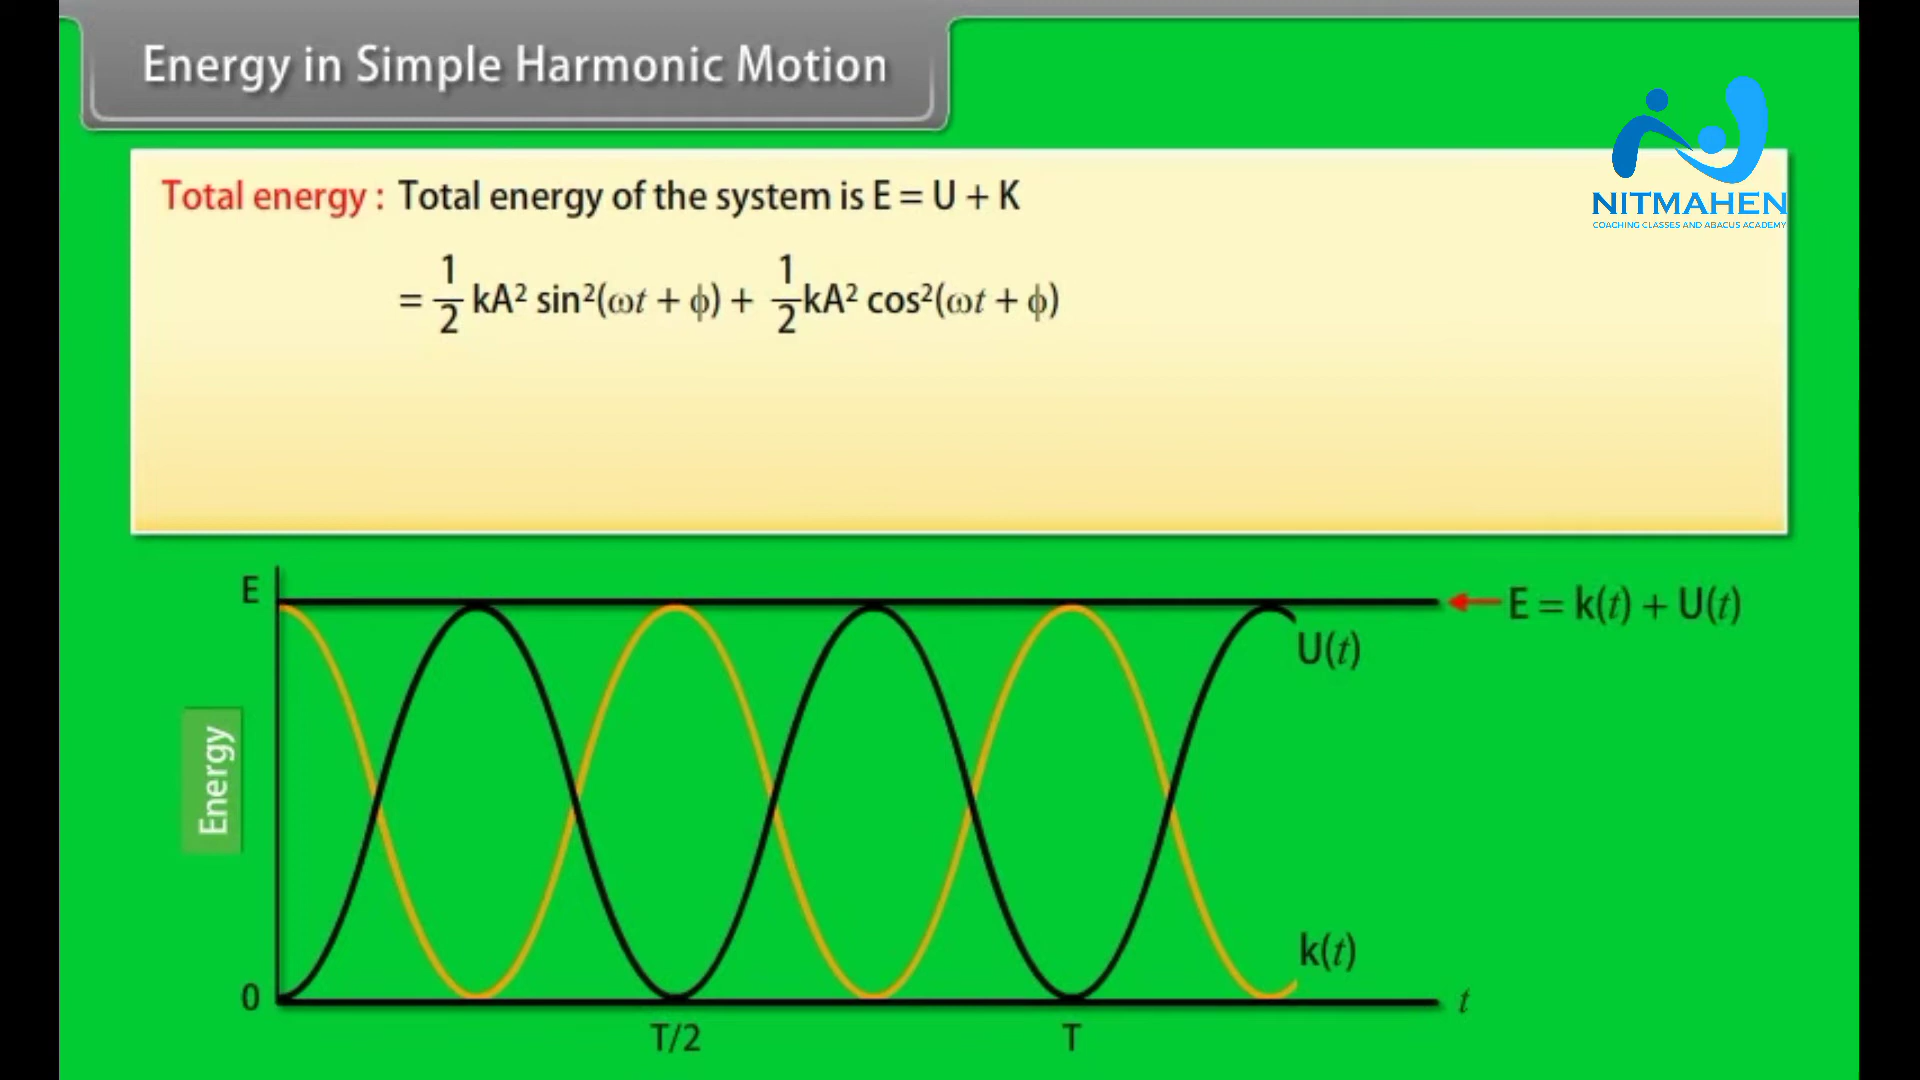 Energy in Simple Harmonic Motion
NITMAHEN
COACHING CLASSES AND ABACUS ACADEMY
Total energy : Total energy of the system is E = U + K
= 1/2 kA² sin²(ωt + ϕ) + 1/2 kA² cos²(ωt + ϕ)
E
E = k(t) + U(t)
U(t)
Energy
k(t)
0
t
T/2
T